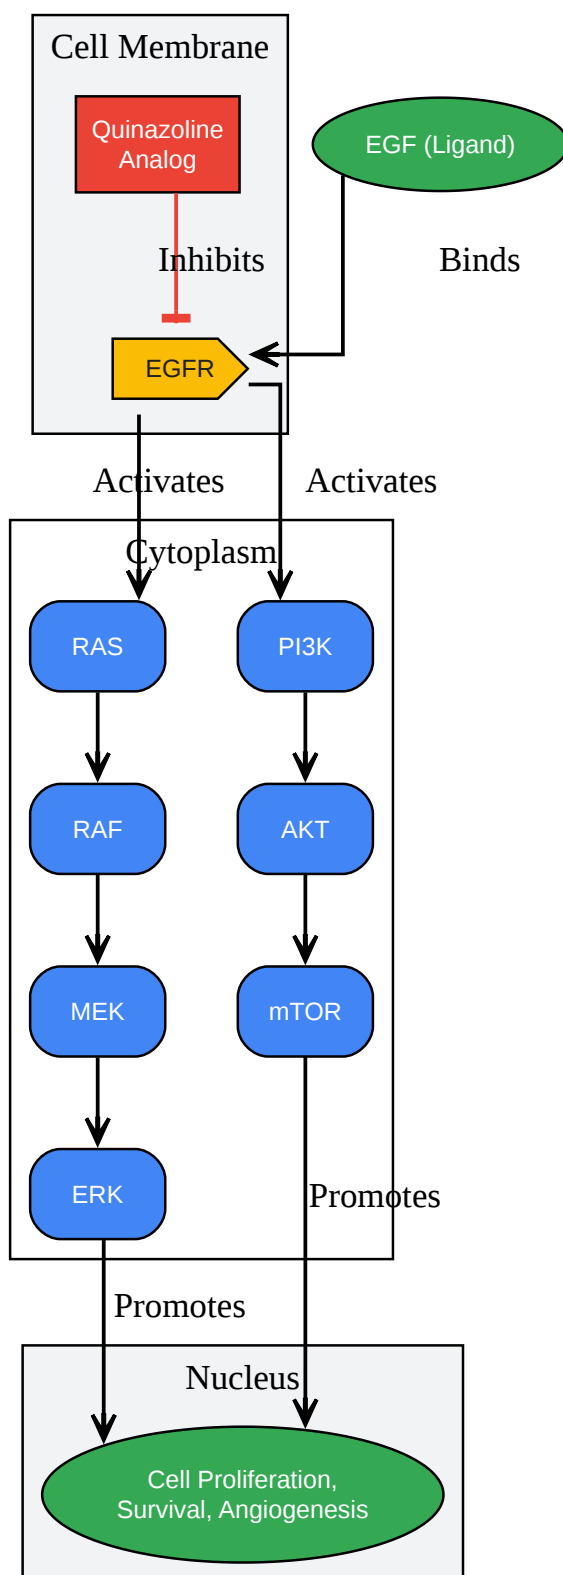 Cell Membrane
Quinazoline
Analog
EGF (Ligand)
Inhibits
Binds
EGFR
Activates
Activates
Cytoplasm
RAS
PI3K
RAF
AKT
MEK
mTOR
ERK
Promotes
Promotes
Nucleus
Cell Proliferation,
Survival, Angiogenesis